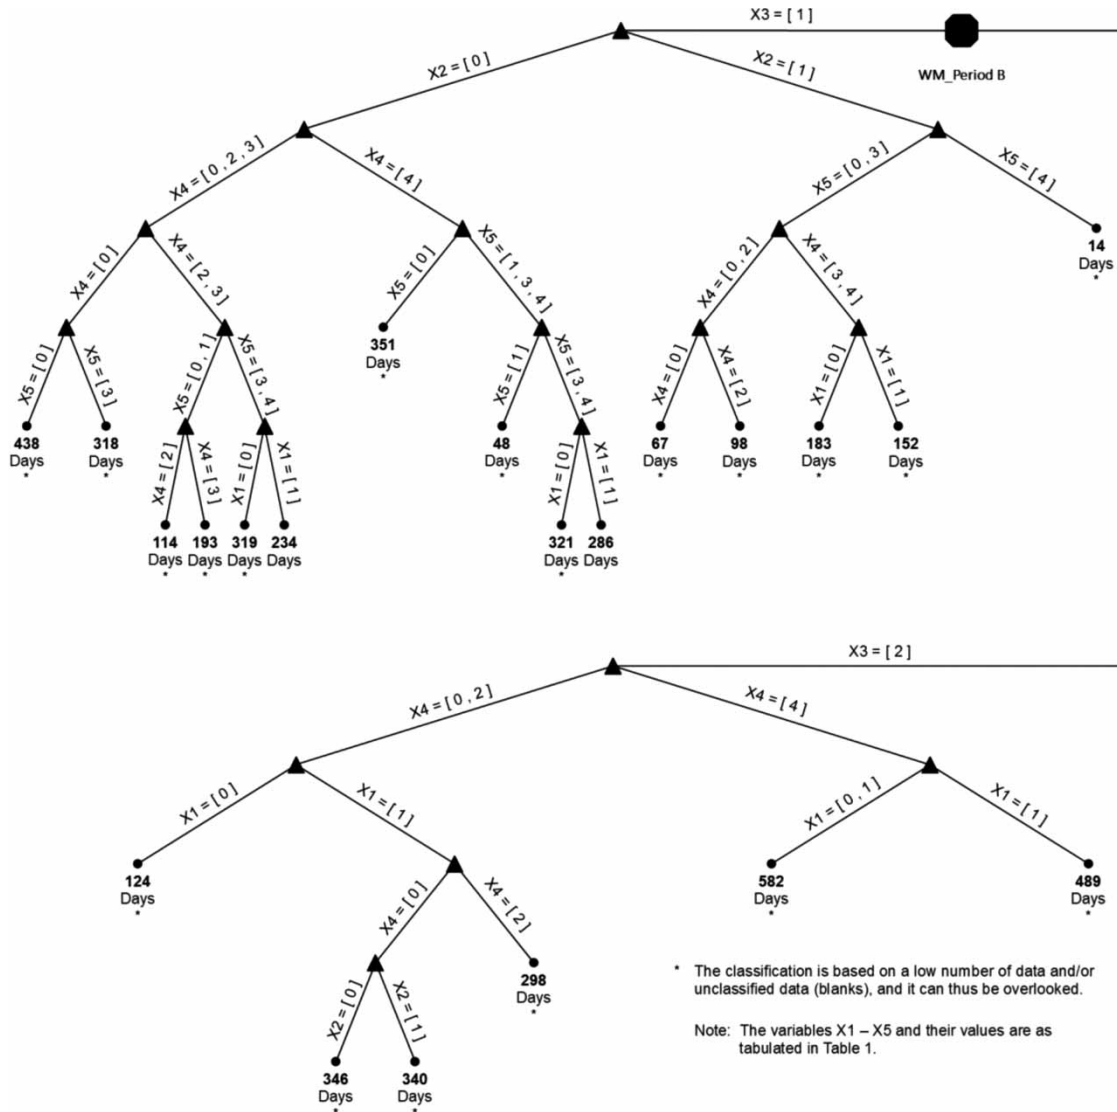 X3 = [ 1 ]
WM_Period B
X2 = [0]
X2 = [1]
X4 = [0 , 2 , 3]
X4 = [4]
X5 = [0 , 3]
X5 = [4]
14
Days
*
X4 = [0]
X4 = [2 , 3]
X5 = [0]
X5 = [1 , 3 , 4]
X4 = [0 , 2]
X4 = [3 , 4]
351
Days
*
X5 = [0]
X5 = [3]
X5 = [0 , 1]
X5 = [3 , 4]
X5 = [1]
X5 = [3 , 4]
X4 = [0]
X4 = [2]
X1 = [0]
X1 = [1]
438
Days
*
318
Days
*
48
Days
*
67
Days
*
98
Days
*
183
Days
*
152
Days
*
X4 = [2]
X4 = [3]
X1 = [0]
X1 = [1]
X1 = [0]
X1 = [1]
114
Days
*
193
Days
*
319
Days
*
234
Days
321
Days
*
286
Days
X3 = [ 2 ]
X4 = [ 0 , 2 ]
X4 = [4]
X1 = [0]
X1 = [1]
X1 = [0 , 1]
X1 = [1]
124
Days
*
582
Days
*
489
Days
*
X4 = [0]
X4 = [2]
298
Days
*
X2 = [0]
X2 = [1]
346
Days
*
340
Days
*
* The classification is based on a low number of data and/or
unclassified data (blanks), and it can thus be overlooked.
Note: The variables X1 – X5 and their values are as
tabulated in Table 1.